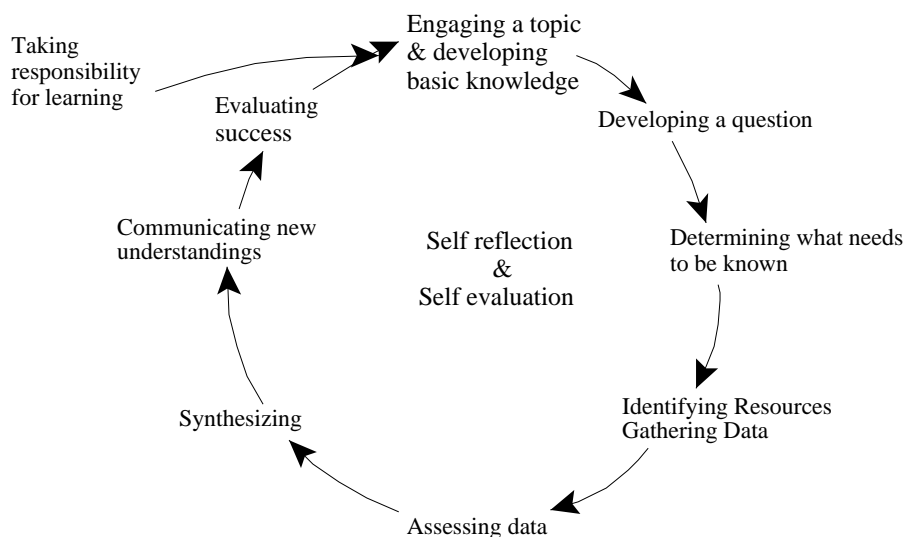 Engaging a topic
& developing
basic knowledge
Taking
responsibility
for learning
Evaluating
success
Developing a question
Communicating new
understandings
Determining what needs
to be known
Self reflection
&
Self evaluation
Synthesizing
Identifying Resources
Gathering Data
Assessing data